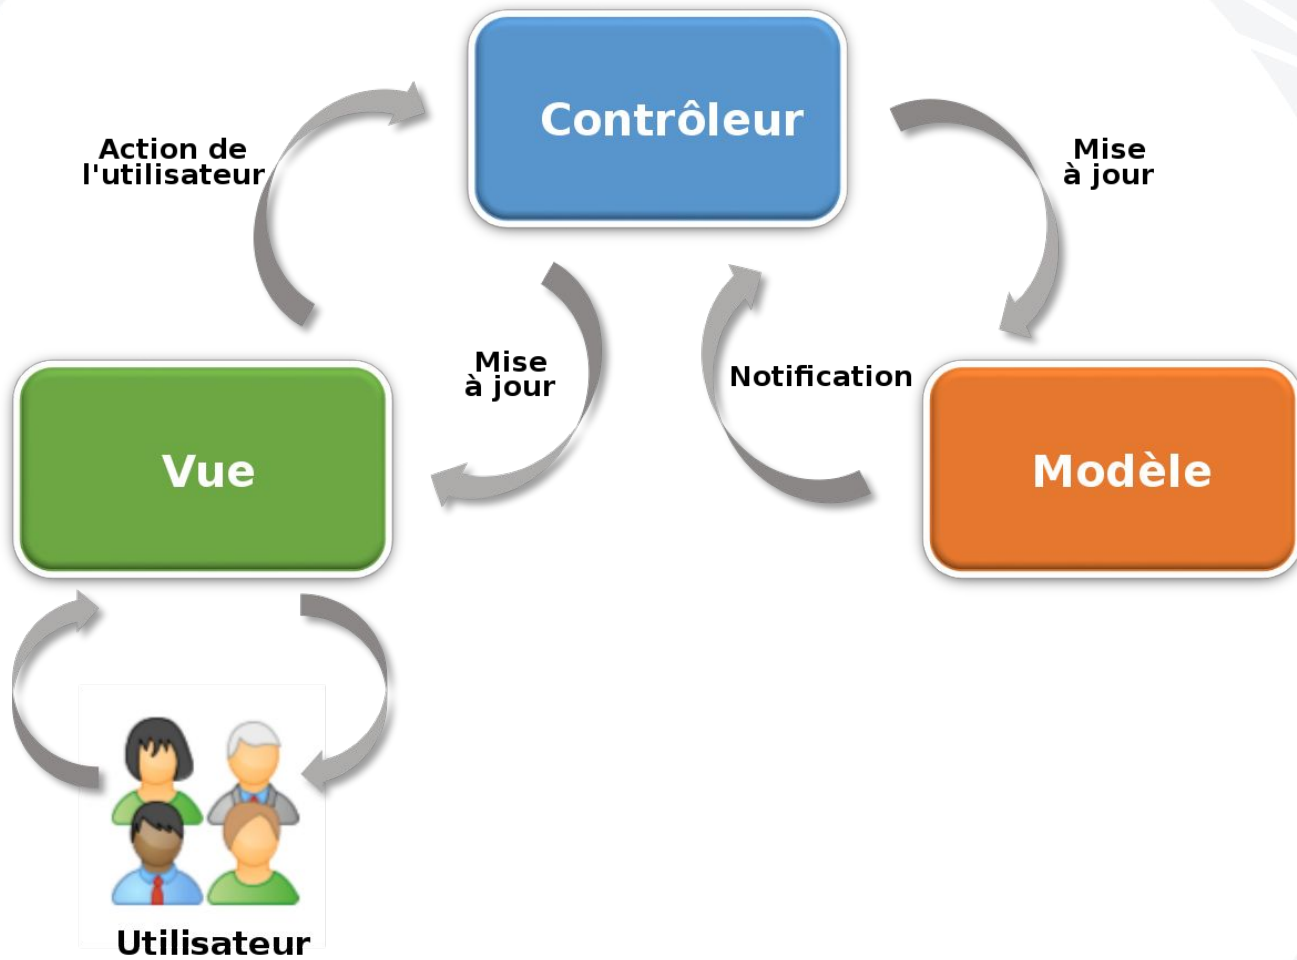 Contrôleur
Action de
l'utilisateur
Mise
à jour
Mise
à jour
Notification
Vue
Modèle
Utilisateur